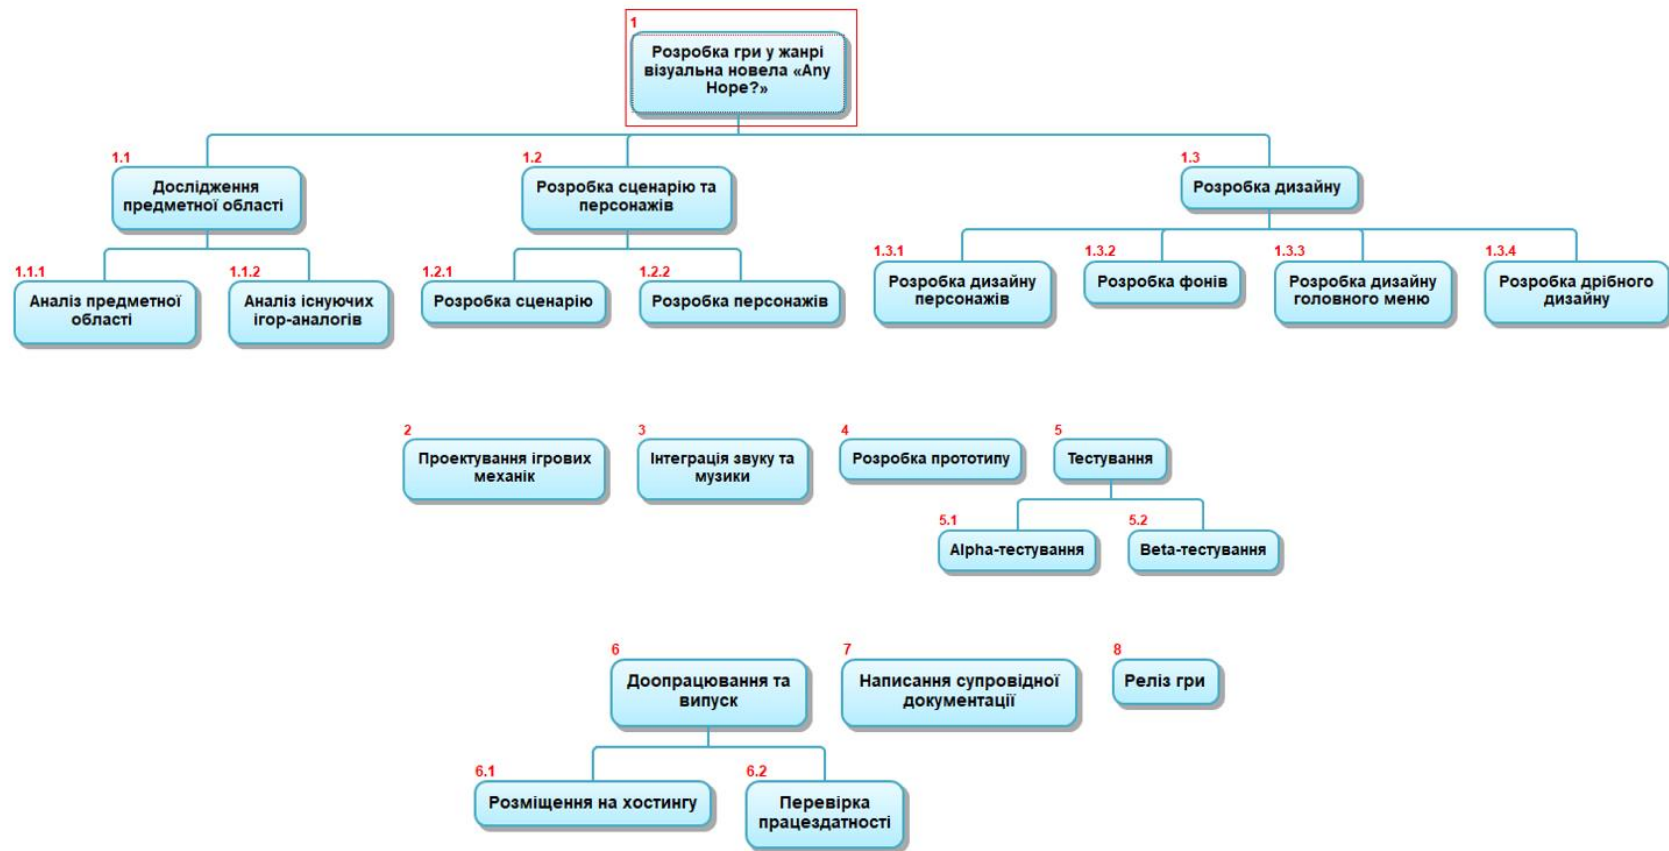 1
Розробка гри у жанрі
візуальна новела «Any
Hope?»
1.1
Дослідження
предметної області
1.2
Розробка сценарію та
персонажів
1.3
Розробка дизайну
1.1.1
Аналіз предметної
області
1.1.2
Аналіз існуючих
ігор-аналогів
1.2.1
Розробка сценарію
1.2.2
Розробка персонажів
1.3.1
Розробка дизайну
персонажів
1.3.2
Розробка фонів
1.3.3
Розробка дизайну
головного меню
1.3.4
Розробка дрібного
дизайну
2
Проектування ігрових
механік
3
Інтеграція звуку та
музики
4
Розробка прототипу
5
Тестування
5.1
Alpha-тестування
5.2
Beta-тестування
6
Доопрацювання та
випуск
7
Написання супровідної
документації
8
Реліз гри
6.1
Розміщення на хостингу
6.2
Перевірка
працездатності